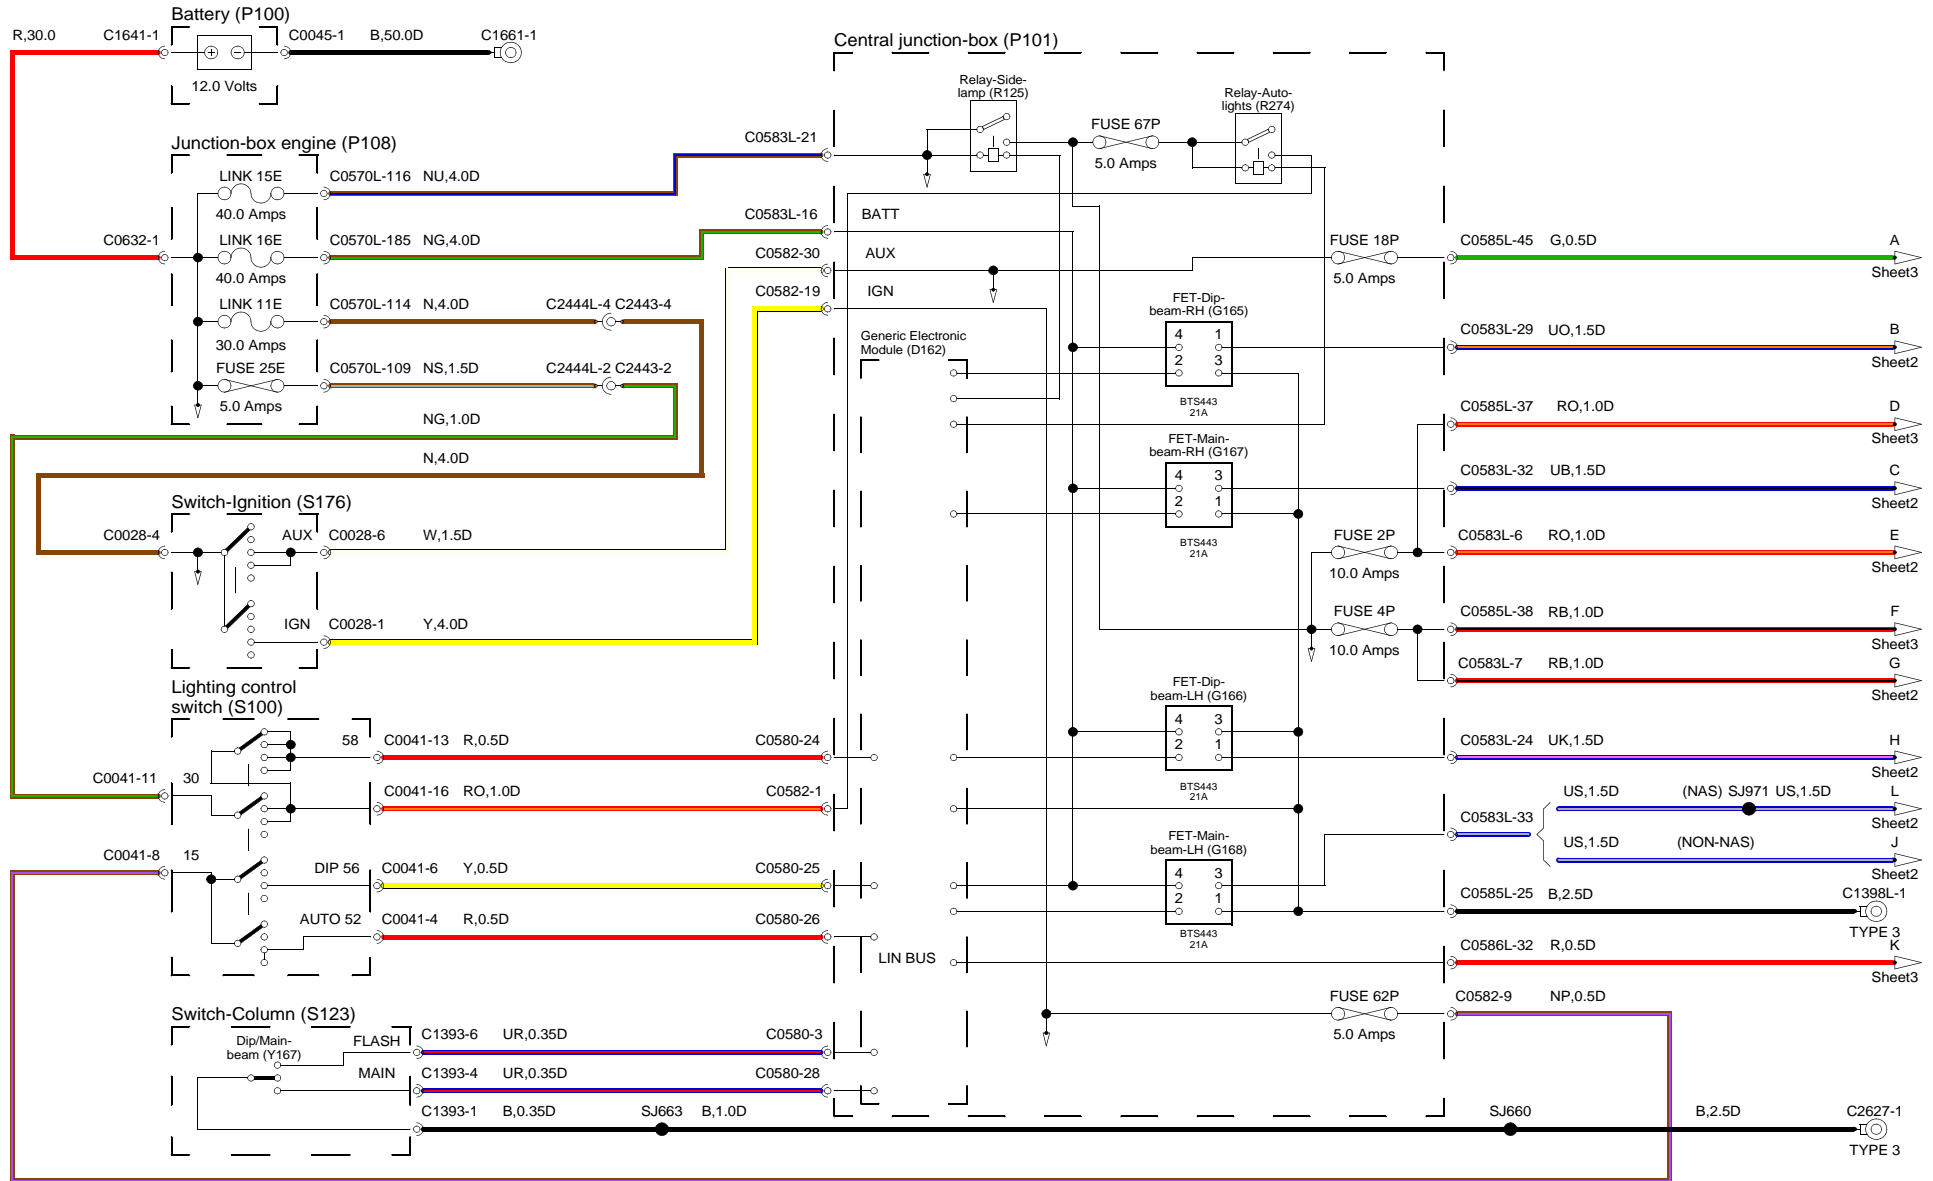 Battery (P100)
R,30.0 C1641-1 C0045-1 B,50.0D C1661-1
12.0 Volts
Central junction-box (P101)
Relay-Side-
lamp (R125)
Relay-Auto-
lights (R274)
FUSE 67P
5.0 Amps
Junction-box engine (P108)
C0583L-21
LINK 15E C0570L-116 NU,4.0D
40.0 Amps
C0583L-16 BATT
C0632-1 LINK 16E C0570L-185 NG,4.0D
40.0 Amps
C0582-30 AUX
FUSE 18P C0585L-45 G,0.5D A
5.0 Amps Sheet3
C0582-19 IGN
LINK 11E C0570L-114 N,4.0D C2444L-4 C2443-4
30.0 Amps
FET-Dip-
beam-RH (G165)
4 1
2 3
BTS443
21A
C0583L-29 UO,1.5D B
Sheet2
Generic Electronic
Module (D162)
FUSE 25E C0570L-109 NS,1.5D C2444L-2 C2443-2
5.0 Amps
NG,1.0D
N,4.0D
C0585L-37 RO,1.0D D
Sheet3
FET-Main-
beam-RH (G167)
4 3
2 1
BTS443
21A
C0583L-32 UB,1.5D C
Sheet2
Switch-Ignition (S176)
C0028-4 AUX C0028-6 W,1.5D
IGN C0028-1 Y,4.0D
FUSE 2P C0583L-6 RO,1.0D E
10.0 Amps Sheet2
FUSE 4P C0585L-38 RB,1.0D F
10.0 Amps Sheet3
C0583L-7 RB,1.0D G
Sheet2
Lighting control
switch (S100)
58 C0041-13 R,0.5D C0580-24
C0041-11 30 C0041-16 RO,1.0D C0582-1
FET-Dip-
beam-LH (G166)
4 3
2 1
BTS443
21A
C0583L-24 UK,1.5D H
Sheet2
US,1.5D (NAS) SJ971 US,1.5D L
Sheet2
C0583L-33
US,1.5D (NON-NAS) J
Sheet2
C0041-8 15 DIP 56 C0041-6 Y,0.5D C0580-25
AUTO 52 C0041-4 R,0.5D C0580-26
FET-Main-
beam-LH (G168)
4 3
2 1
BTS443
21A
C0585L-25 B,2.5D C1398L-1
TYPE 3
LIN BUS C0586L-32 R,0.5D K
Sheet3
FUSE 62P C0582-9 NP,0.5D
5.0 Amps
Switch-Column (S123)
Dip/Main-
beam (Y167)
FLASH C1393-6 UR,0.35D C0580-3
MAIN C1393-4 UR,0.35D C0580-28
C1393-1 B,0.35D SJ663 B,1.0D SJ660 B,2.5D C2627-1
TYPE 3